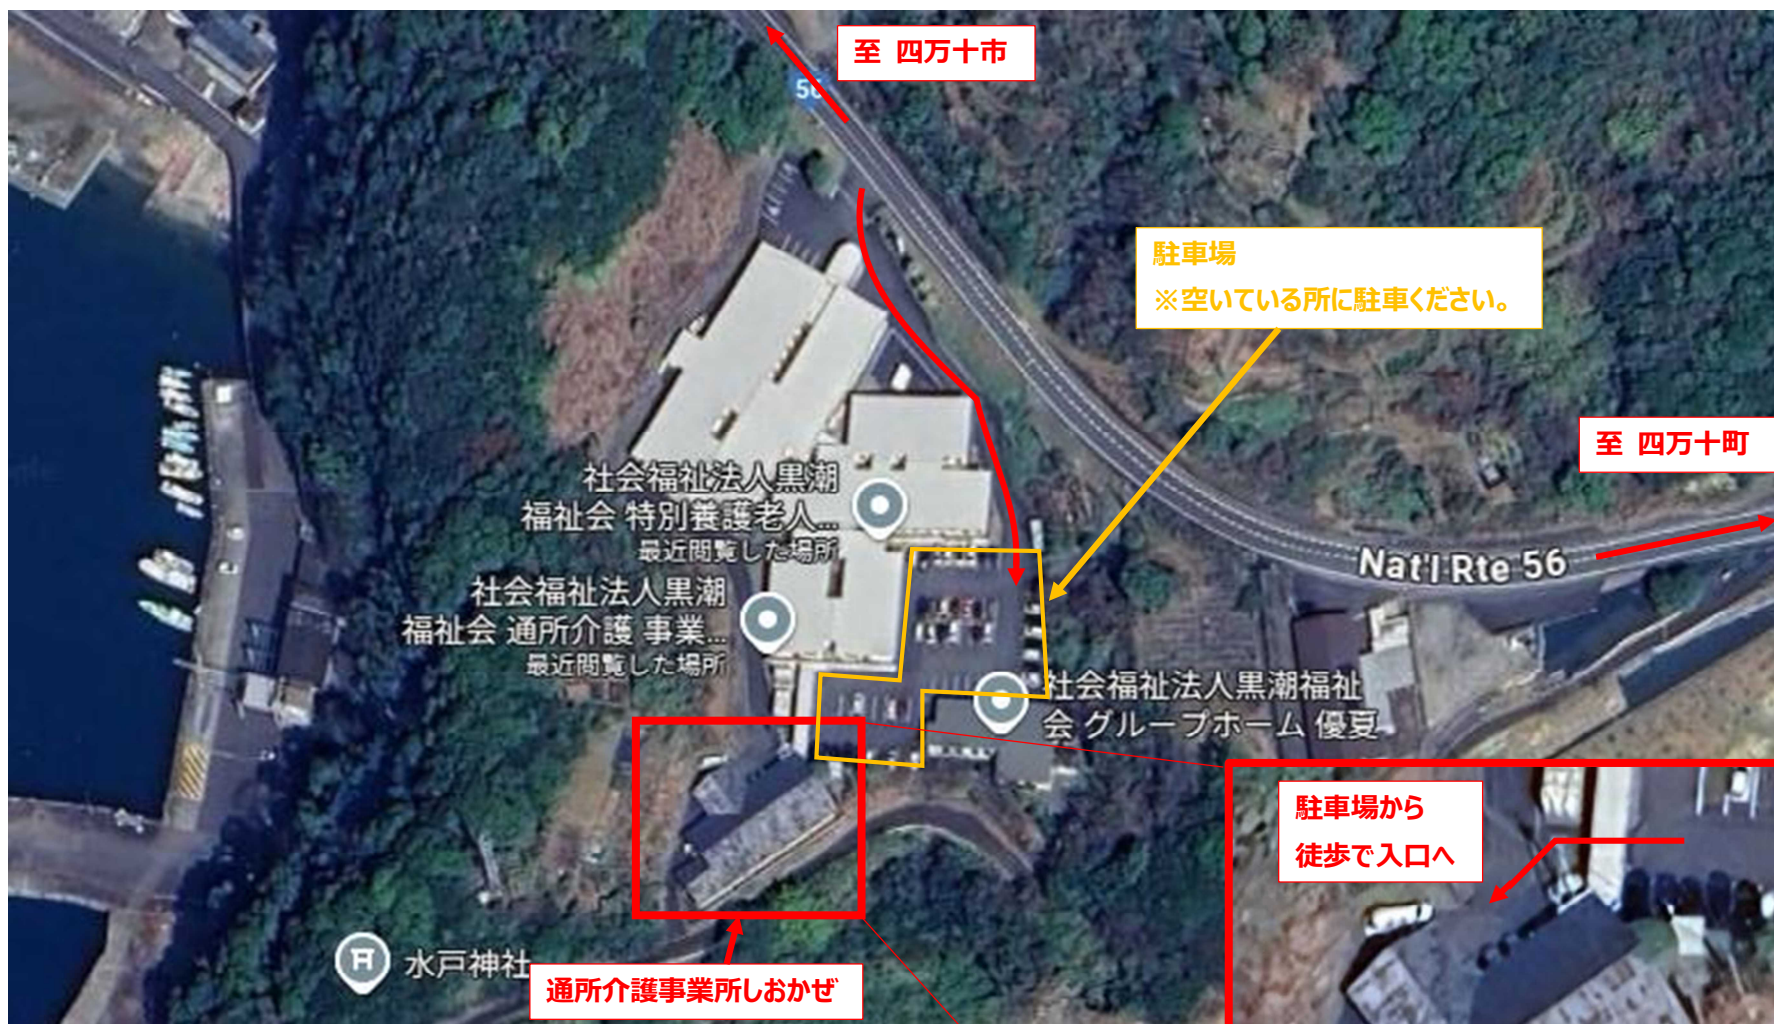 至 四万十市
56
駐車場
※空いている所に駐車ください。
至 四万十町
社会福祉法人黒潮
福祉会 特別養護老人...
最近閲覧した場所
Nat'l Rte 56
社会福祉法人黒潮
福祉会 通所介護 事業...
最近閲覧した場所
社会福祉法人黒潮福祉
会 グループホーム 優夏
駐車場から
徒歩で入口へ
水戸神社
通所介護事業所しおかぜ